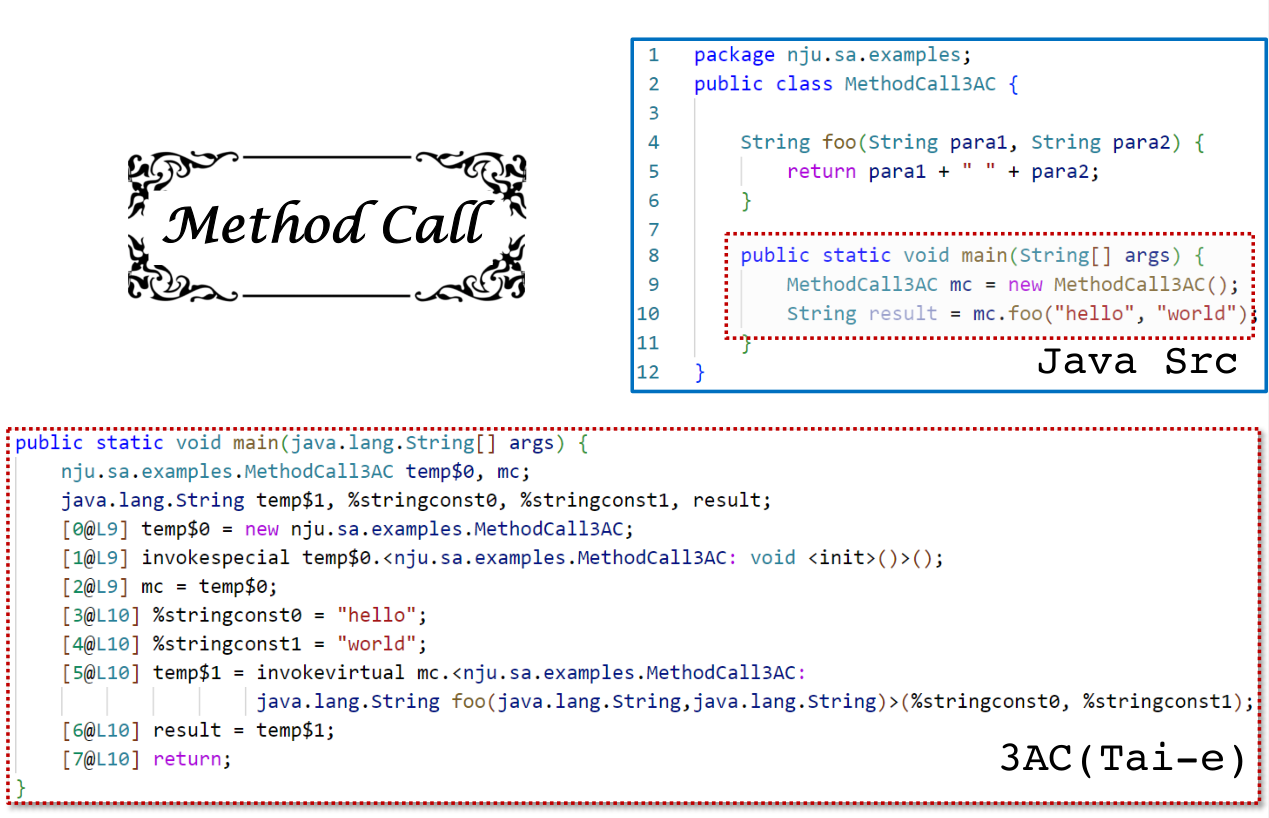 Method Call
1 package nju.sa.examples;
2 public class MethodCall3AC {
3
4 String foo(String para1, String para2) {
5 return para1 + " " + para2;
6 }
7
8 public static void main(String[] args) {
9 MethodCall3AC mc = new MethodCall3AC();
10 String result = mc.foo("hello", "world");
11 }
12 }
Java Src
public static void main(java.lang.String[] args) {
nju.sa.examples.MethodCall3AC temp$0, mc;
java.lang.String temp$1, %stringconst0, %stringconst1, result;
[0@L9] temp$0 = new nju.sa.examples.MethodCall3AC;
[1@L9] invokespecial temp$0.<nju.sa.examples.MethodCall3AC: void <init>()>();
[2@L9] mc = temp$0;
[3@L10] %stringconst0 = "hello";
[4@L10] %stringconst1 = "world";
[5@L10] temp$1 = invokevirtual mc.<nju.sa.examples.MethodCall3AC:
java.lang.String foo(java.lang.String,java.lang.String)>(%stringconst0, %stringconst1);
[6@L10] result = temp$1;
[7@L10] return;
}
3AC(Tai-e)